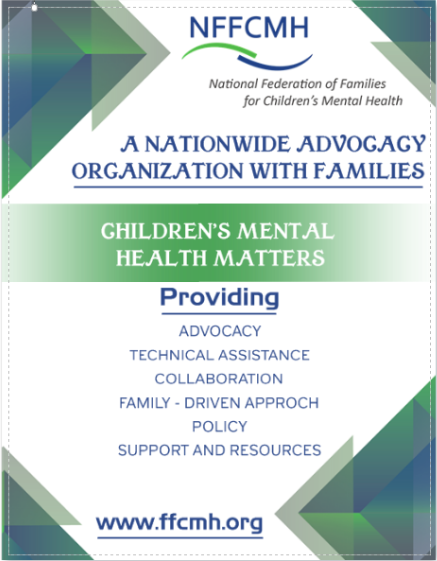 NFFCMH
National Federation of Families
for Children's Mental Health
A NATIONWIDE ADVOGACY
ORGANIZATION WITH FAMILIES
CHILDREN'S MENTAL
HEALTH MATTERS
Providing
ADVOCACY
TECHNICAL ASSISTANCE
COLLABORATION
FAMILY - DRIVEN APPROCH
POLICY
SUPPORT AND RESOURCES
www.ffcmh.org